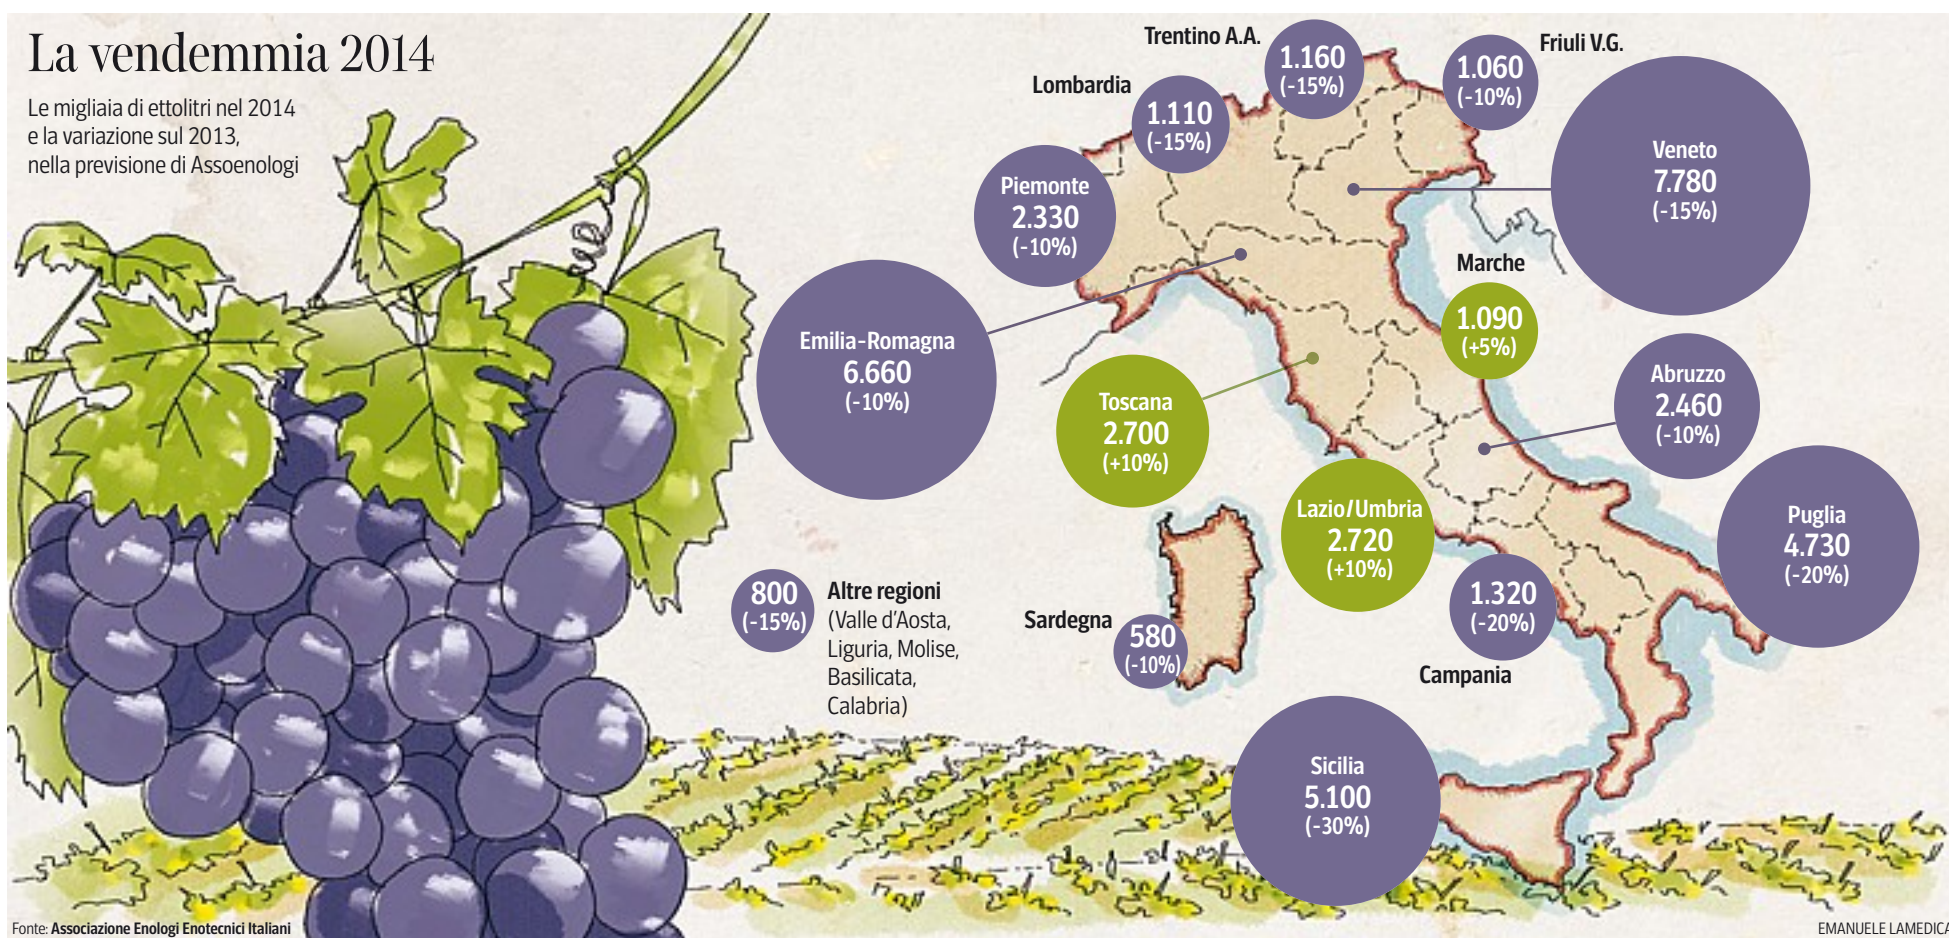 La vendemmia 2014
Le migliaia di ettolitri nel 2014
e la variazione sul 2013,
nella previsione di Assoenologi
Trentino A.A.
1.160
(-15%)
Friuli V.G.
1.060
(-10%)
Lombardia
1.110
(-15%)
Veneto
7.780
(-15%)
Piemonte
2.330
(-10%)
Marche
1.090
(+5%)
Emilia-Romagna
6.660
(-10%)
Toscana
2.700
(+10%)
Abruzzo
2.460
(-10%)
Lazio/Umbria
2.720
(+10%)
Puglia
4.730
(-20%)
800
(-15%)
Altre regioni
(Valle d'Aosta,
Liguria, Molise,
Basilicata,
Calabria)
Sardegna
580
(-10%)
1.320
(-20%)
Campania
Sicilia
5.100
(-30%)
Fonte: Associazione Enologi Enotecnici Italiani
EMANUELE LAMEDICA